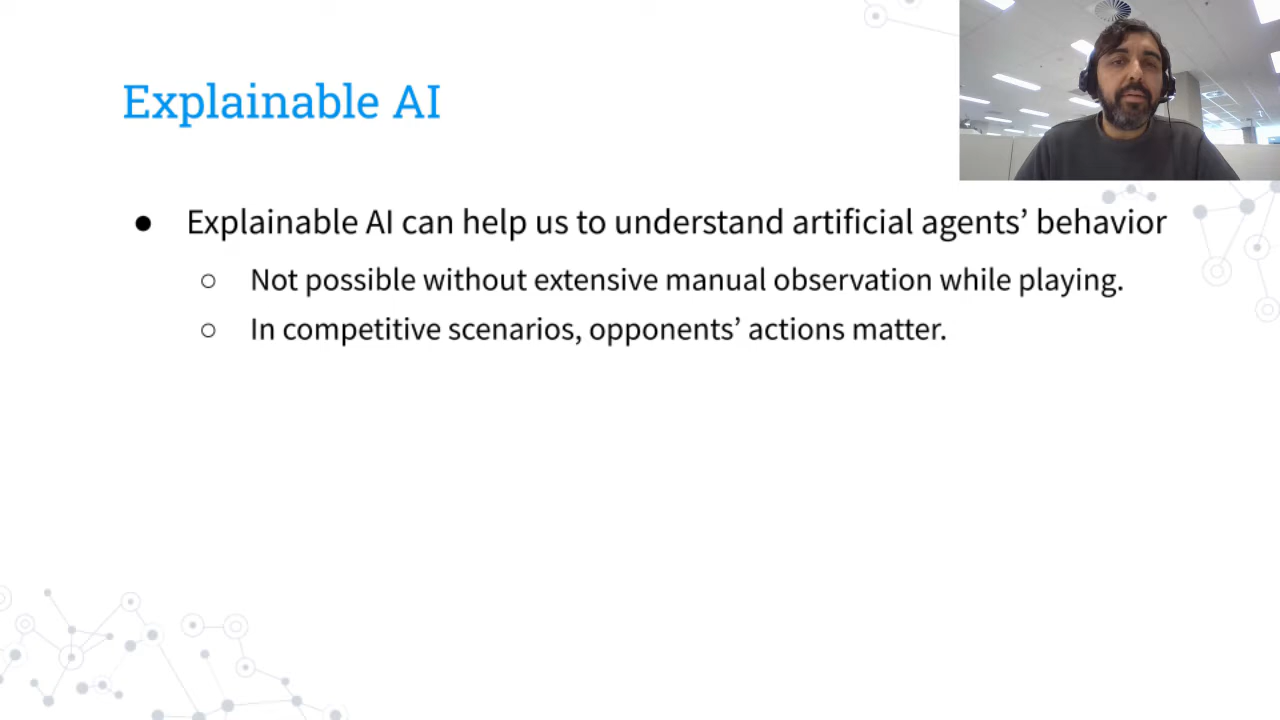 Explainable AI
● Explainable AI can help us to understand artificial agents’ behavior
○ Not possible without extensive manual observation while playing.
○ In competitive scenarios, opponents’ actions matter.